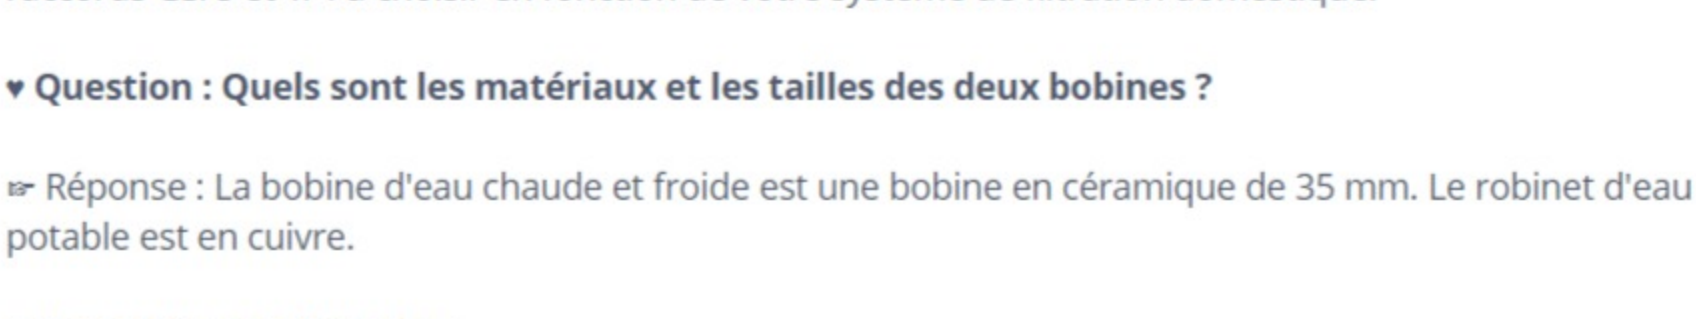 ♥ Question : Quels sont les matériaux et les tailles des deux bobines ?
☞ Réponse : La bobine d'eau chaude et froide est une bobine en céramique de 35 mm. Le robinet d'eau
potable est en cuivre.